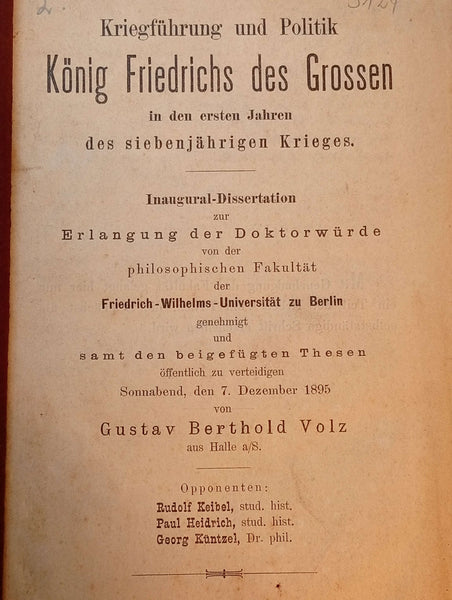 2.
Kriegführung und Politik
König Friedrichs des Grossen
in den ersten Jahren
des siebenjährigen Krieges.
Inaugural-Dissertation
zur
Erlangung der Doktorwürde
von der
philosophischen Fakultät
der
Friedrich-Wilhelms-Universität zu Berlin
genehmigt
und
samt den beigefügten Thesen
öffentlich zu verteidigen
Sonnabend, den 7. Dezember 1895
von
Gustav Berthold Volz
aus Halle a/S.
Opponenten:
Rudolf Keibel, stud. hist.
Paul Heidrich, stud. hist.
Georg Küntzel, Dr. phil.